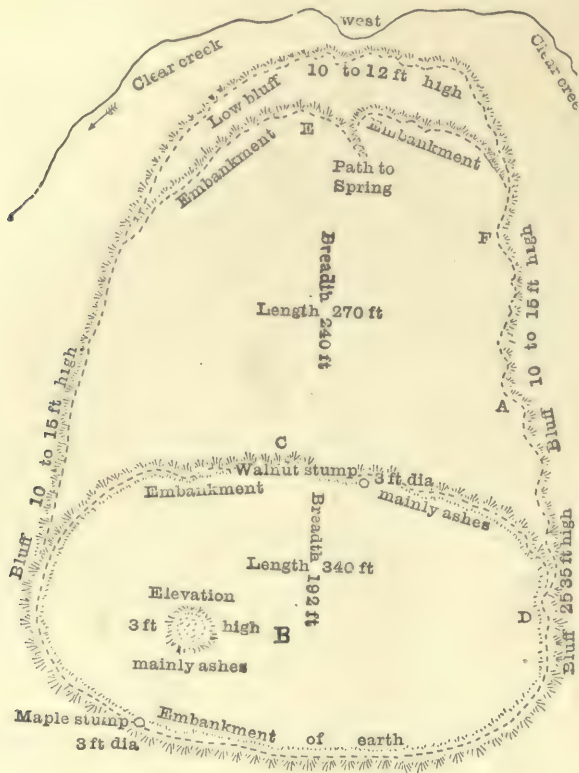 west
Clear creek
Clear creek
Low bluff 10 to 12 ft high
Embankment
E
Embankment
Path to
Spring
F
Breadth 240 ft
Length 270 ft
10 to 15 ft high
A
Bluff
C
Bluff 10 to 15 ft high
Walnut stump 3 ft dia
Embankment
mainly ashes
Breadth 192 ft
Length 340 ft
Elevation
3 ft high
B
mainly ashes
D
Bluff 25 35 ft high
Maple stump
3 ft dia
Embankment of earth